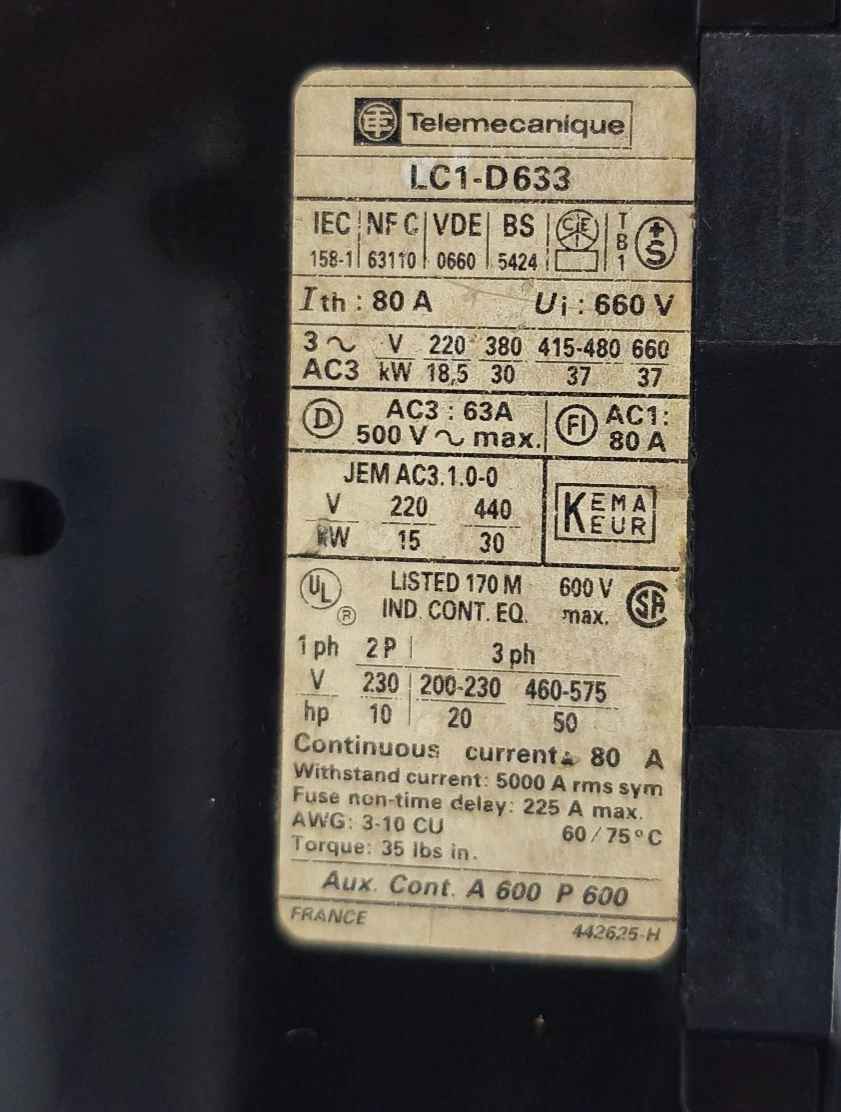 Telemecanique
LC1-D633
IEC NFC VDE BS CEI T B 1 +S
158-1 63110 0660 5424
Ith : 80 A Ui : 660 V
3 ~ V 220 380 415-480 660
AC3 kW 18,5 30 37 37
D AC3 : 63A FI AC1:
500 V ~ max. 80 A
JEM AC3.1.0-0
V 220 440
kW 15 30
KEMA
KEUR
UL LISTED 170 M 600 V SA
® IND. CONT. EQ. max.
1 ph 2 P 3 ph
V 230 200-230 460-575
hp 10 20 50
Continuous current: 80 A
Withstand current: 5000 A rms sym
Fuse non-time delay: 225 A max.
AWG: 3-10 CU 60/75°C
Torque: 35 lbs in.
Aux. Cont. A 600 P 600
FRANCE 442625-H